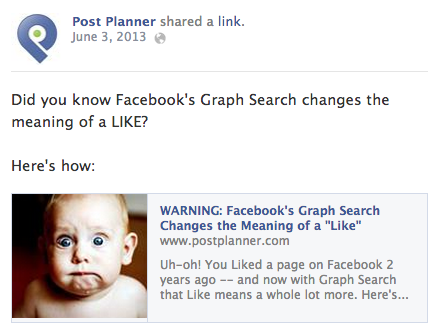 Post Planner shared a link.
June 3, 2013
Did you know Facebook's Graph Search changes the
meaning of a LIKE?
Here's how:
WARNING: Facebook's Graph Search
Changes the Meaning of a "Like"
www.postplanner.com
Uh-oh! You Liked a page on Facebook 2
years ago -- and now with Graph Search
that Like means a whole lot more. Here's...